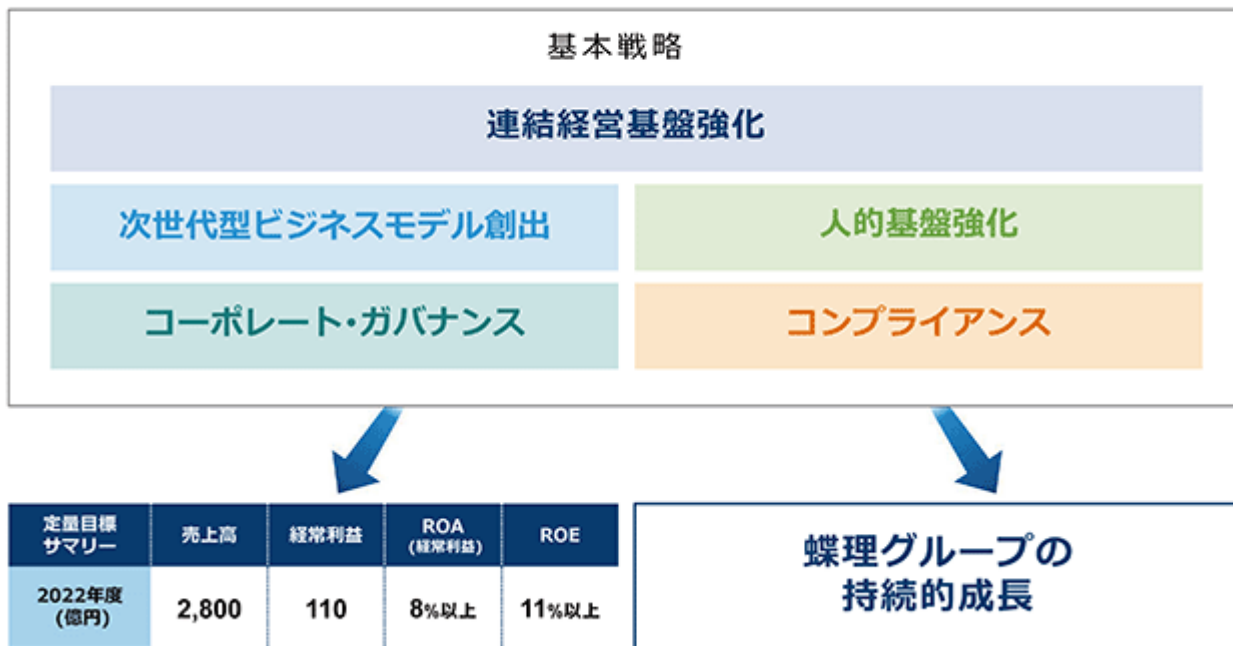 基本戦略
連結経営基盤強化
次世代型ビジネスモデル創出
人的基盤強化
コーポレート・ガバナンス
コンプライアンス
定量目標
サマリー
売上高
経常利益
ROA
(経常利益)
ROE
2022年度
(億円)
2,800
110
8%以上
11%以上
蝶理グループの
持続的成長